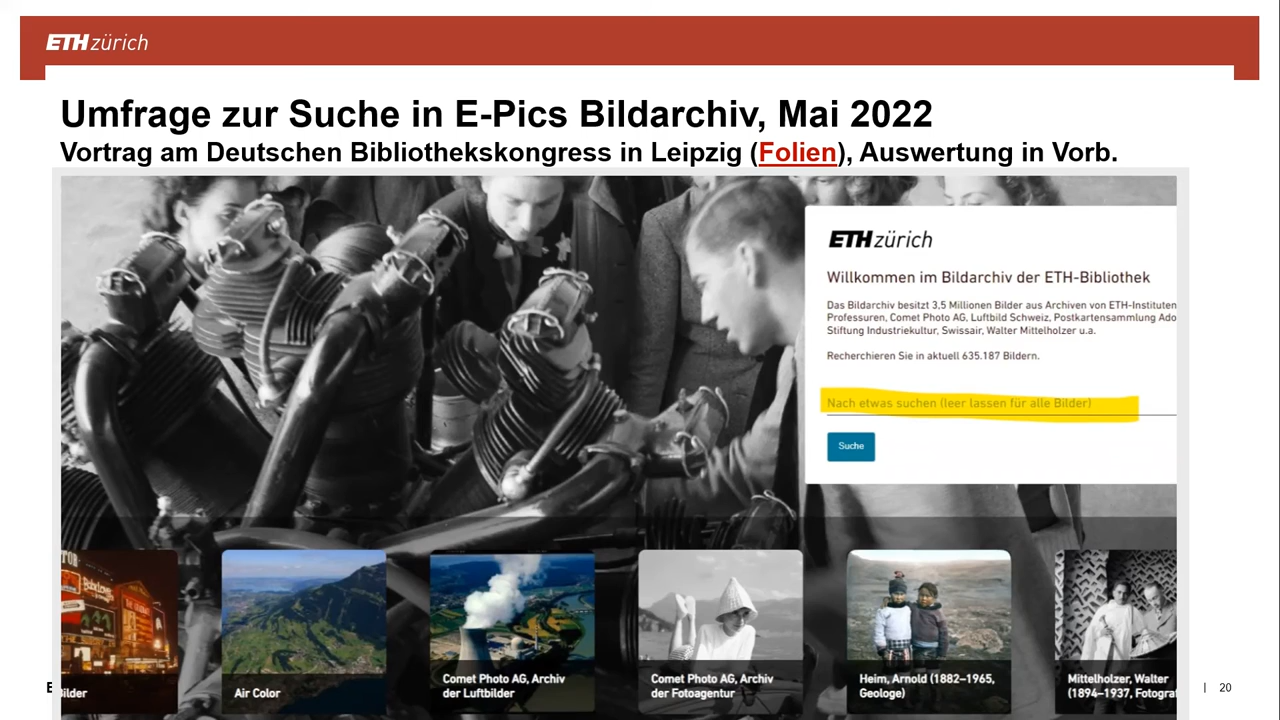 ETH zürich
Umfrage zur Suche in E-Pics Bildarchiv, Mai 2022
Vortrag am Deutschen Bibliothekskongress in Leipzig (Folien), Auswertung in Vorb.
ETH zürich
Willkommen im Bildarchiv der ETH-Bibliothek
Das Bildarchiv besitzt 3,5 Millionen Bilder aus Archiven von ETH-Instituten
Professuren, Comet Photo AG, Luftbild Schweiz, Postkartensammlung Ado
Stiftung Industriekultur, Swissair, Walter Mittelholzer u.a.
Recherchieren Sie in aktuell 635.187 Bildern.
Nach etwas suchen (leer lassen für alle Bilder)
Suche
Bilder
Air Color
Comet Photo AG, Archiv
der Luftbilder
Comet Photo AG, Archiv
der Fotoagentur
Heim, Arnold (1882–1965,
Geologe)
Mittelholzer, Walter
(1894–1937, Fotograf
| 20